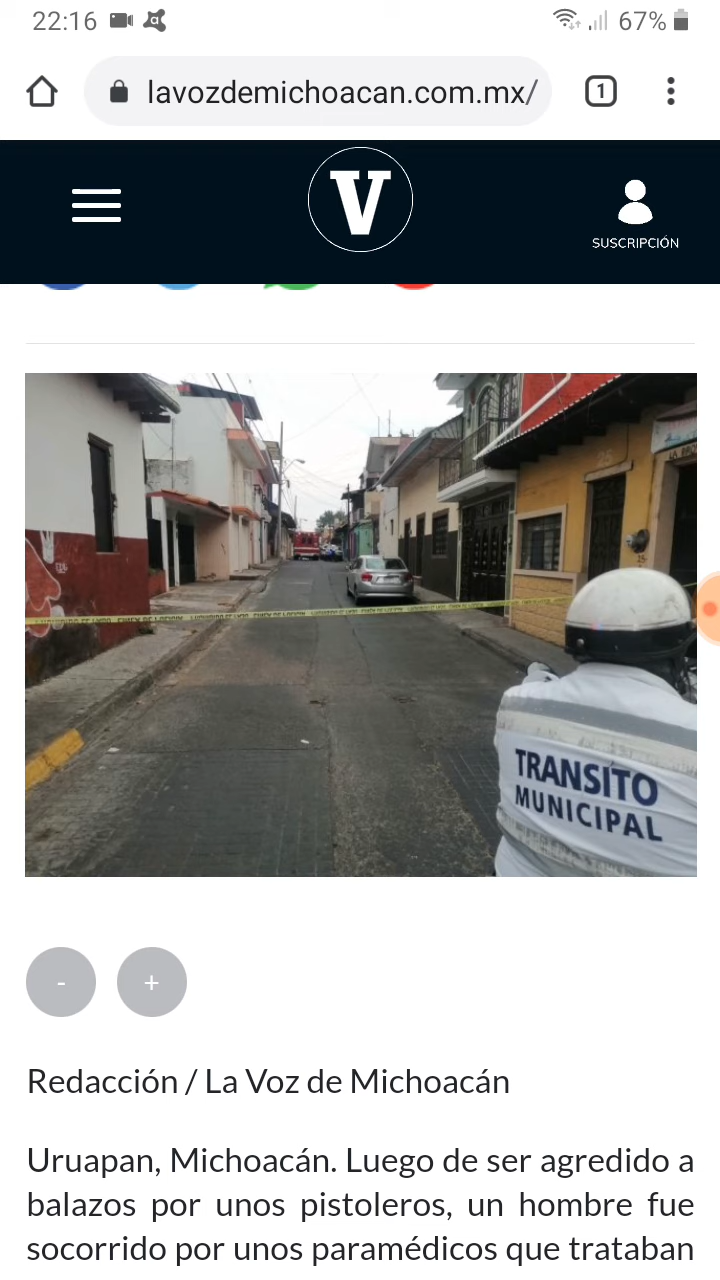 22:16
67%
lavozdemichoacan.com.mx/
1
V
SUSCRIPCIÓN
TRANSITO
MUNICIPAL
-
+
Redacción / La Voz de Michoacán
Uruapan, Michoacán. Luego de ser agredido a
balazos por unos pistoleros, un hombre fue
socorrido por unos paramédicos que trataban